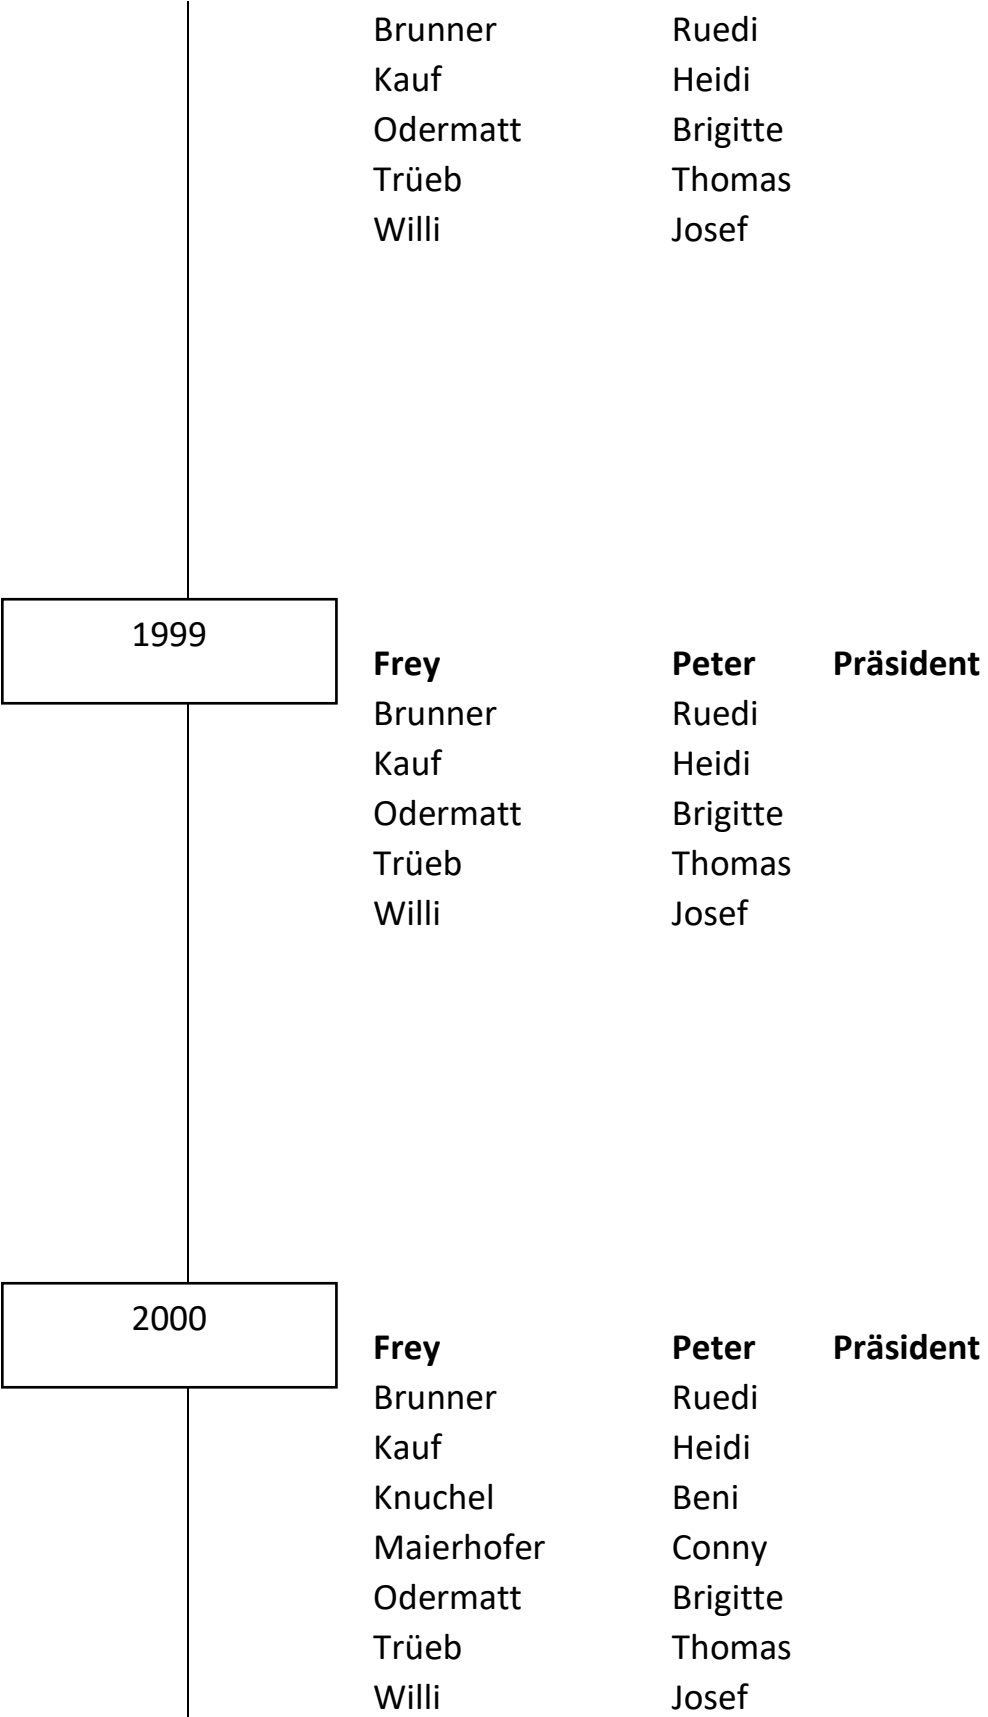 Brunner Ruedi
Kauf Heidi
Odermatt Brigitte
Trüeb Thomas
Willi Josef
1999
Frey Peter Präsident
Brunner Ruedi
Kauf Heidi
Odermatt Brigitte
Trüeb Thomas
Willi Josef
2000
Frey Peter Präsident
Brunner Ruedi
Kauf Heidi
Knuchel Beni
Maierhofer Conny
Odermatt Brigitte
Trüeb Thomas
Willi Josef